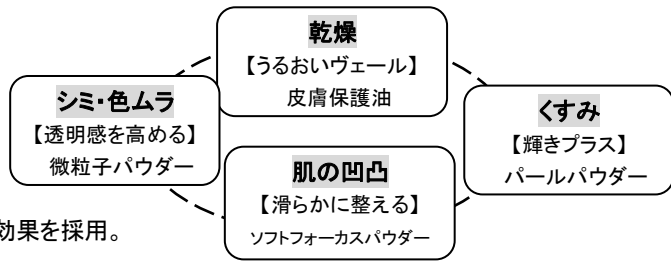 乾燥
【うるおいヴェール】
皮膚保護油
シミ・色ムラ
【透明感を高める】
微粒子パウダー
くすみ
【輝きプラス】
パールパウダー
肌の凹凸
【滑らかに整える】
ソフトフォーカスパウダー
効果を採用。